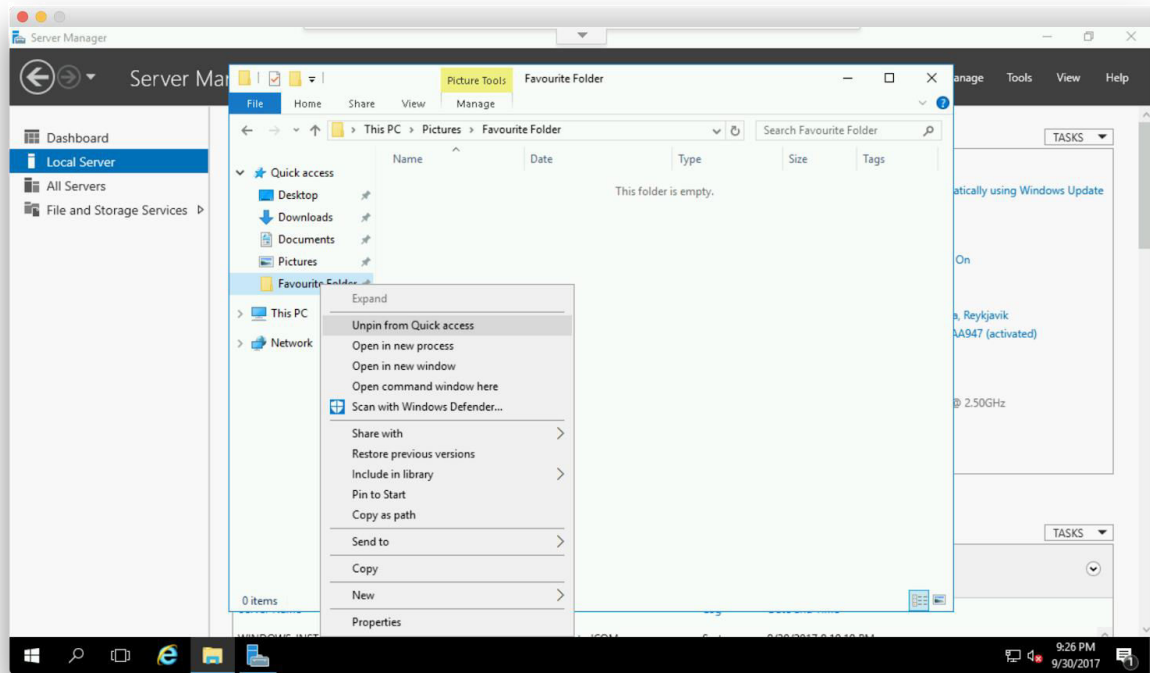 Server Manager
Server Mar
Manage Tools View Help
Picture Tools Favourite Folder
File Home Share View Manage
This PC > Pictures > Favourite Folder
Search Favourite Folder
Dashboard
Local Server
All Servers
File and Storage Services
TASKS
Name Date Type Size Tags
This folder is empty.
Quick access
Desktop
Downloads
Documents
Pictures
Favourite Folder
This PC
Network
Expand
Unpin from Quick access
Open in new process
Open in new window
Open command window here
Scan with Windows Defender...
Share with
Restore previous versions
Include in library
Pin to Start
Copy as path
Send to
Copy
New
Properties
atically using Windows Update
On
a, Reykjavik
AA947 (activated)
@ 2.50GHz
TASKS
0 items
9:26 PM
9/30/2017